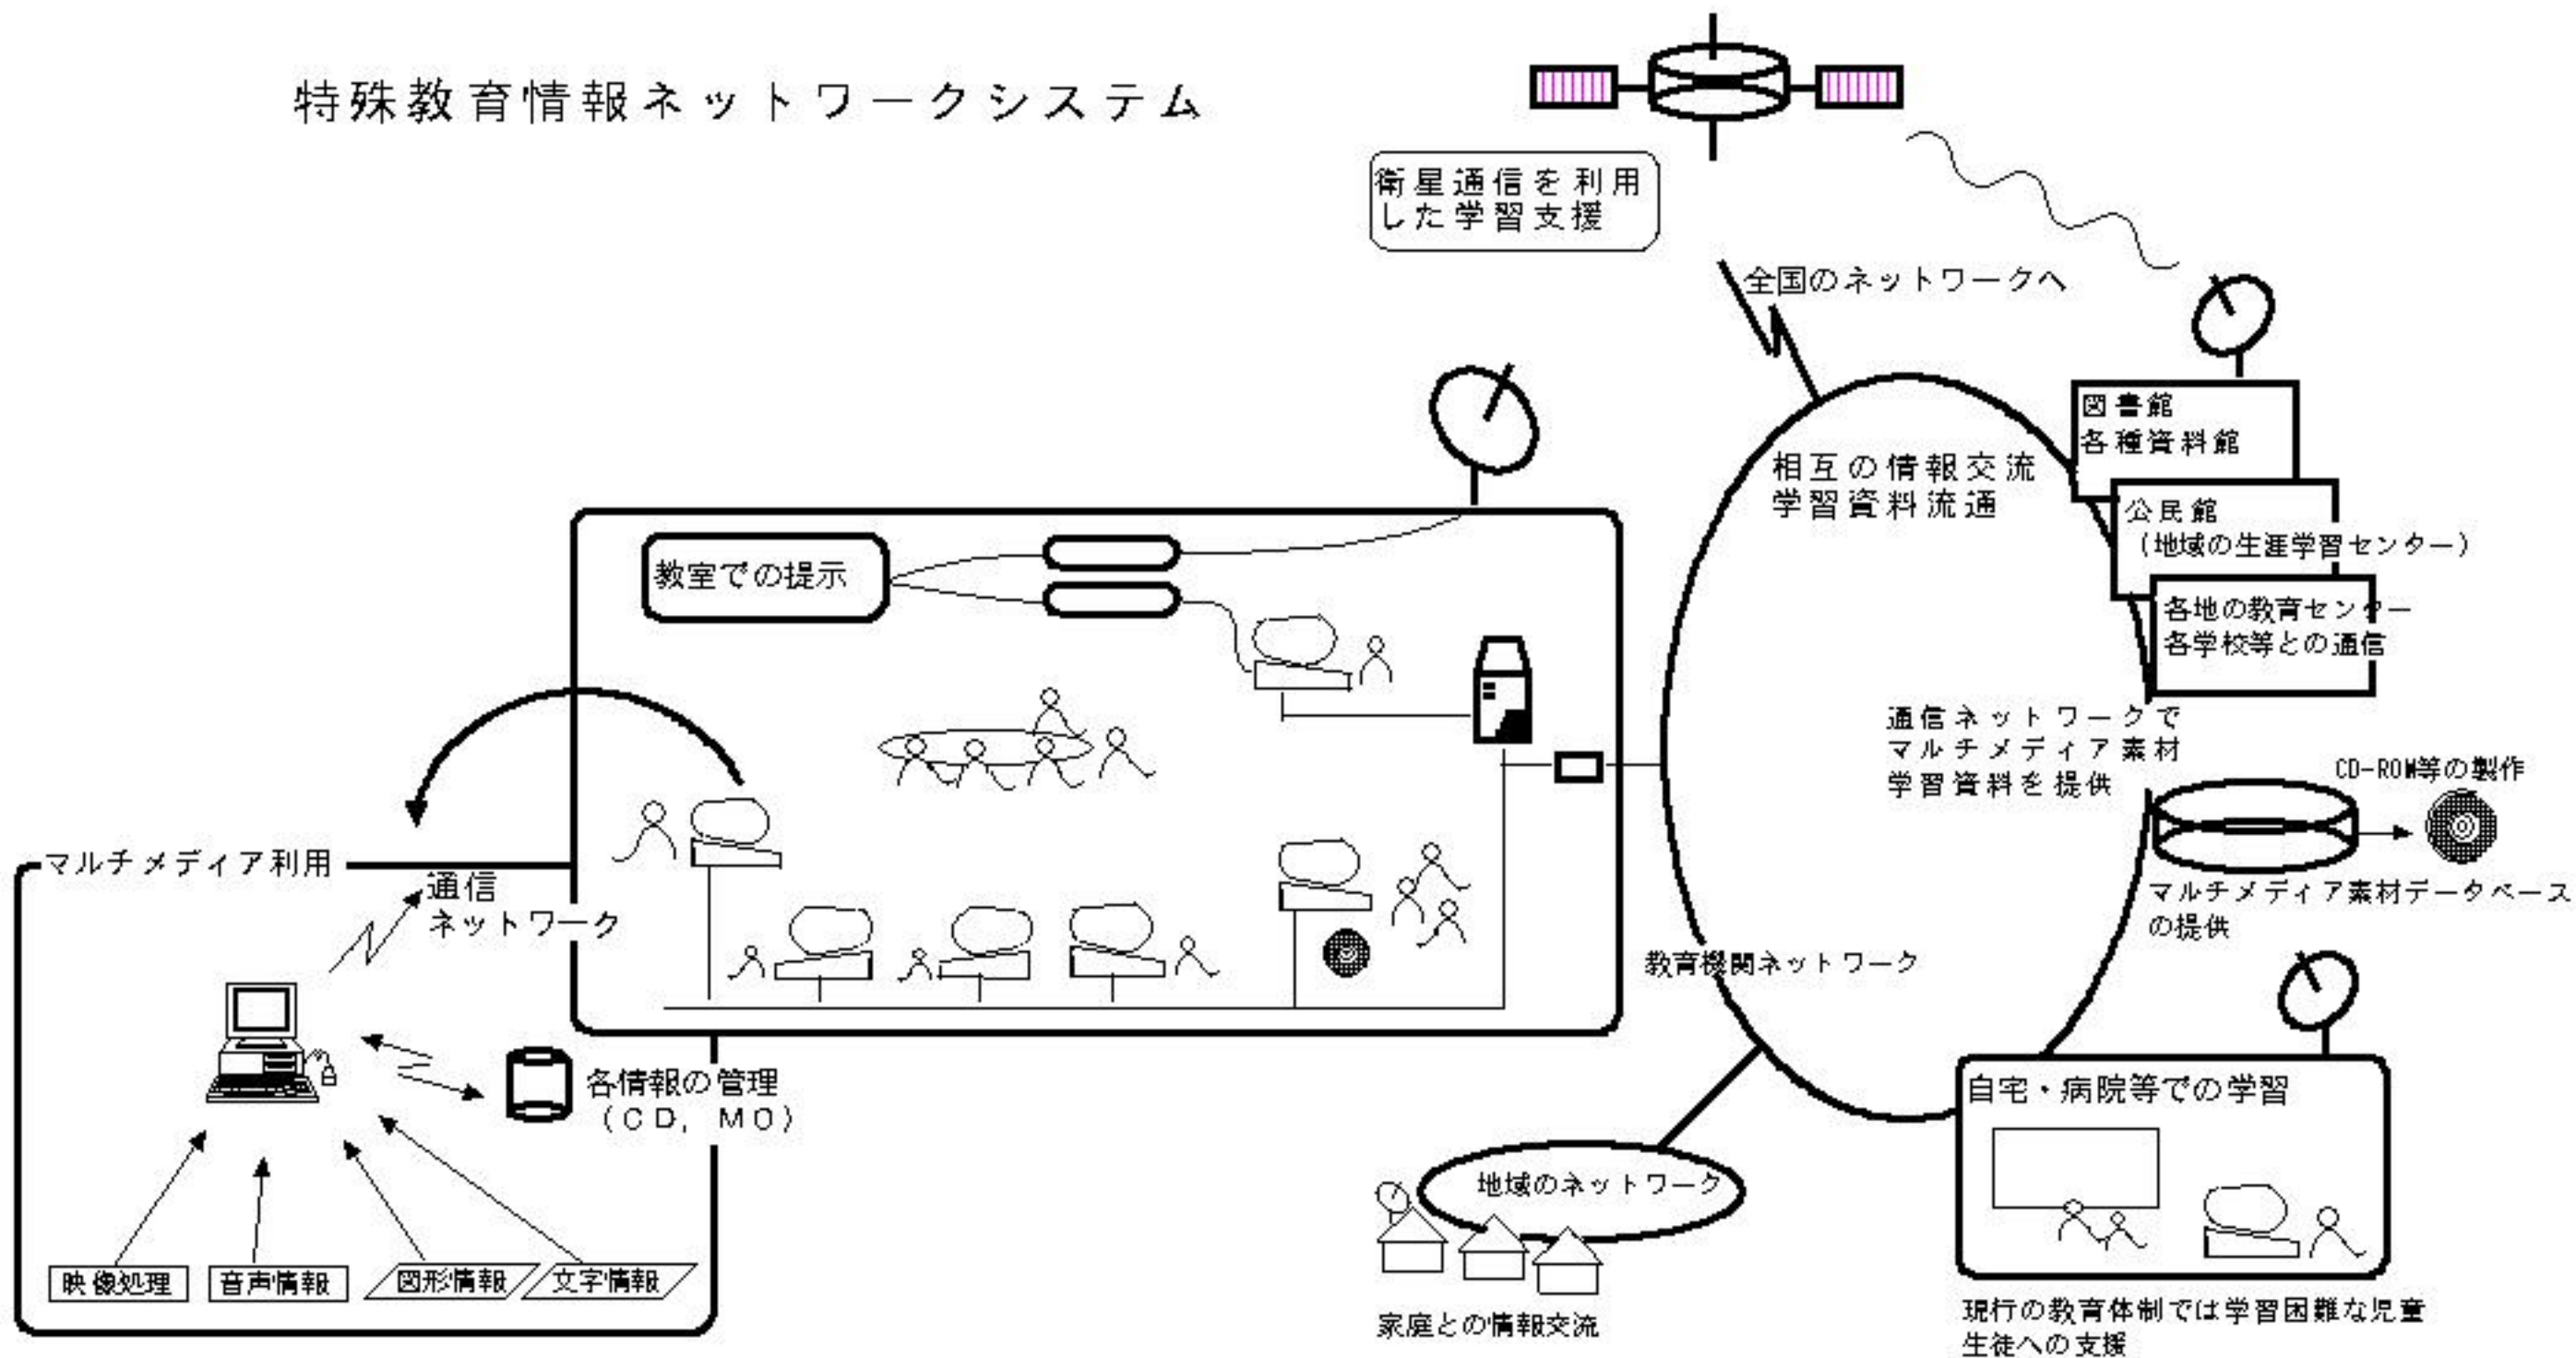 特殊教育情報ネットワークシステム
衛星通信を利用
した学習支援
全国のネットワークへ
図書館
各種資料館
公民館
（地域の生涯学習センター）
各地の教育センター
各学校等との通信
相互の情報交流
学習資料流通
教室での提示
通信ネットワークで
マルチメディア素材
学習資料を提供
CD-ROM等の製作
マルチメディア素材データベース
の提供
マルチメディア利用
通信
ネットワーク
教育機関ネットワーク
各情報の管理
（ＣＤ，ＭＯ）
自宅・病院等での学習
地域のネットワーク
映像処理
音声情報
図形情報
文字情報
家庭との情報交流
現行の教育体制では学習困難な児童
生徒への支援